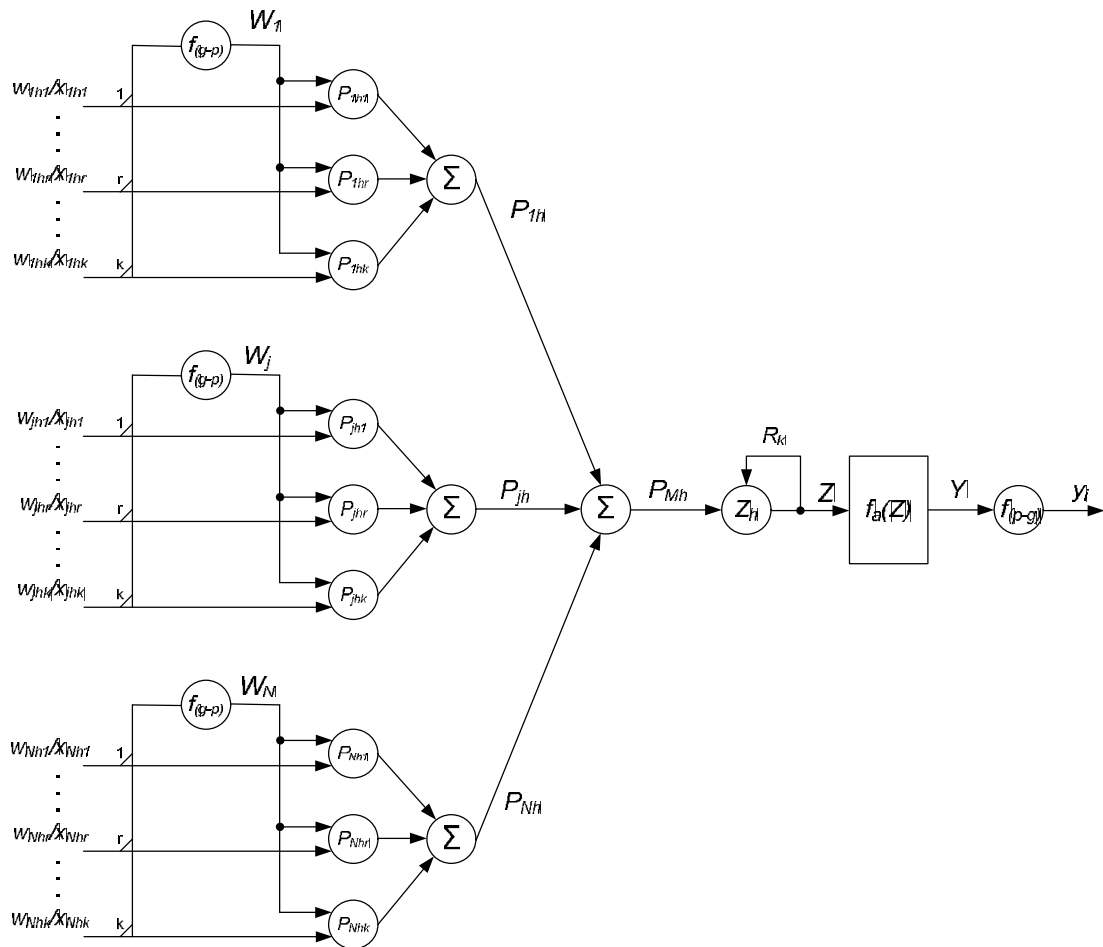 f(g-p)
W1
w1h1/x1h1
1
P1h1
w1hr/x1hr
r
P1hr
Σ
P1h
w1hk/x1hk
k
P1hk
f(g-p)
Wj
wjh1/xjh1
1
Pjh1
wjhr/xjhr
r
Pjhr
Σ
Pjh
Σ
PMh
Rk
Zh
Z
fa(Z)
Y
f(p-g)
yi
wjhk/xjhk
k
Pjhk
f(g-p)
WN
wNh1/xNh1
1
PNh1
wNhr/xNhr
r
PNhr
Σ
PNh
wNhk/xNhk
k
PNhk